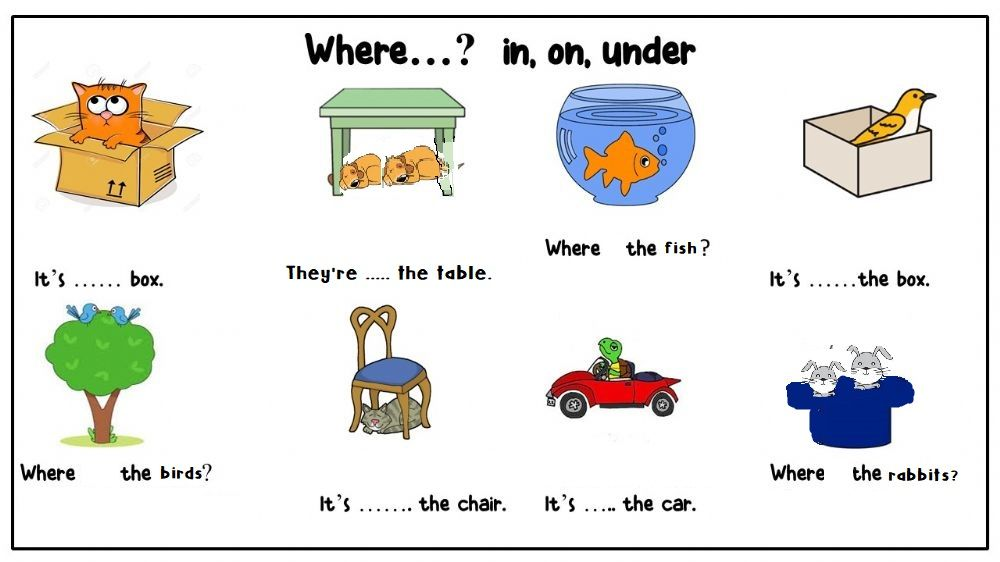 Where...? in, on, under
Where the fish?
It's ...... box.
They're ..... the table.
It's ......the box.
Where the birds?
Where the rabbits?
It's ....... the chair.
It's ..... the car.